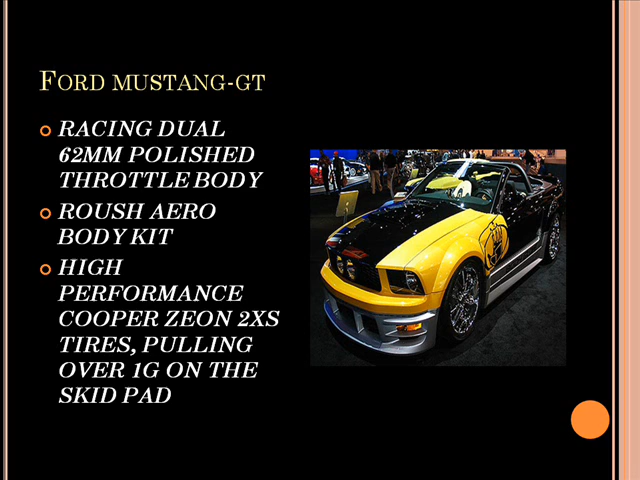 FORD MUSTANG-GT
RACING DUAL
62MM POLISHED
THROTTLE BODY
ROUSH AERO
BODY KIT
HIGH
PERFORMANCE
COOPER ZEON 2XS
TIRES, PULLING
OVER 1G ON THE
SKID PAD